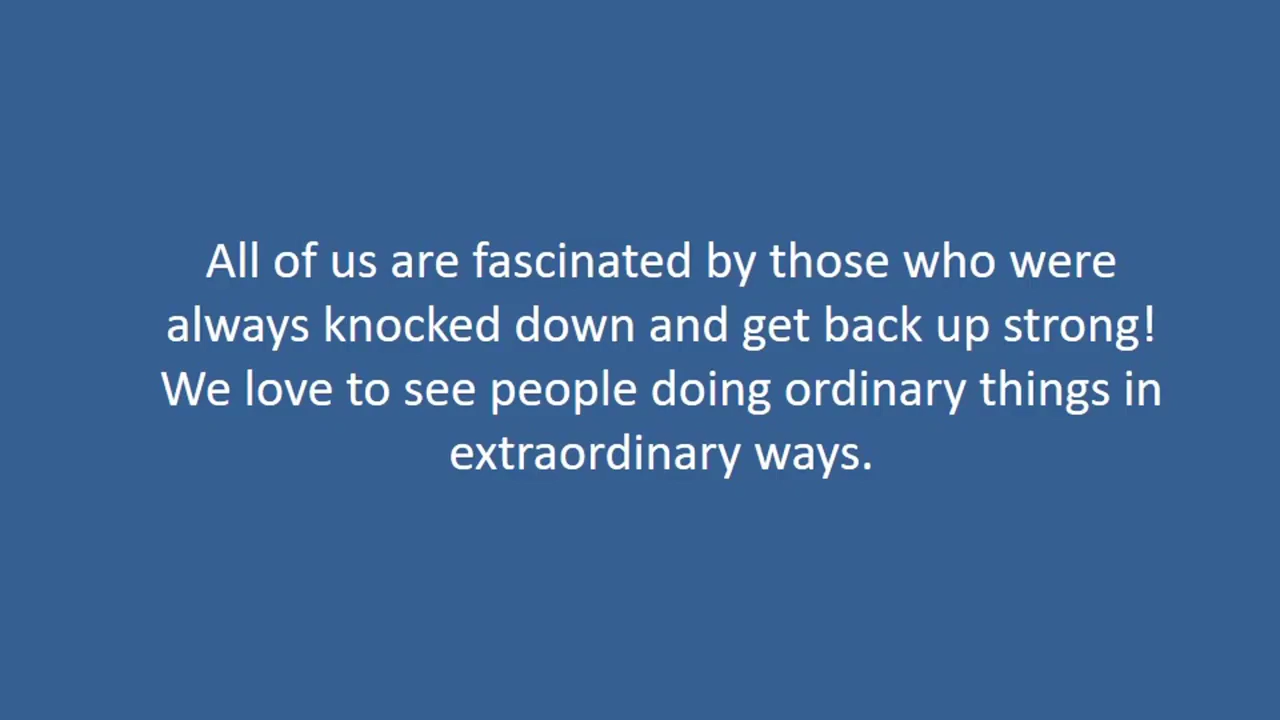 All of us are fascinated by those who were
always knocked down and get back up strong!
We love to see people doing ordinary things in
extraordinary ways.